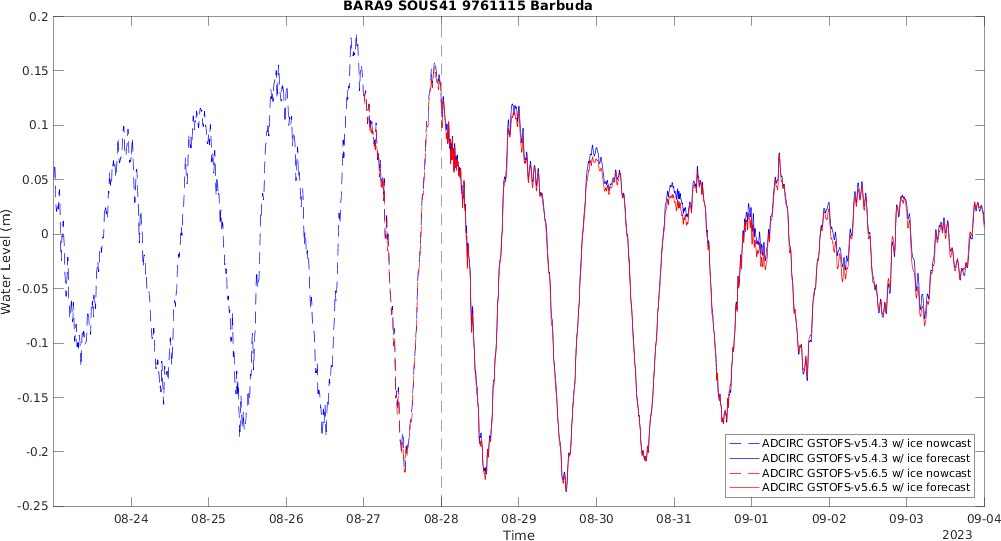 BARA9 SOUS41 9761115 Barbuda
0.2
0.15
0.1
0.05
0
-0.05
-0.1
-0.15
-0.2
-0.25
Water Level (m)
08-24 08-25 08-26 08-27 08-28 08-29 08-30 08-31 09-01 09-02 09-03 09-04
2023
Time
ADCIRC GSTOFS-v5.4.3 w/ ice nowcast
ADCIRC GSTOFS-v5.4.3 w/ ice forecast
ADCIRC GSTOFS-v5.6.5 w/ ice nowcast
ADCIRC GSTOFS-v5.6.5 w/ ice forecast